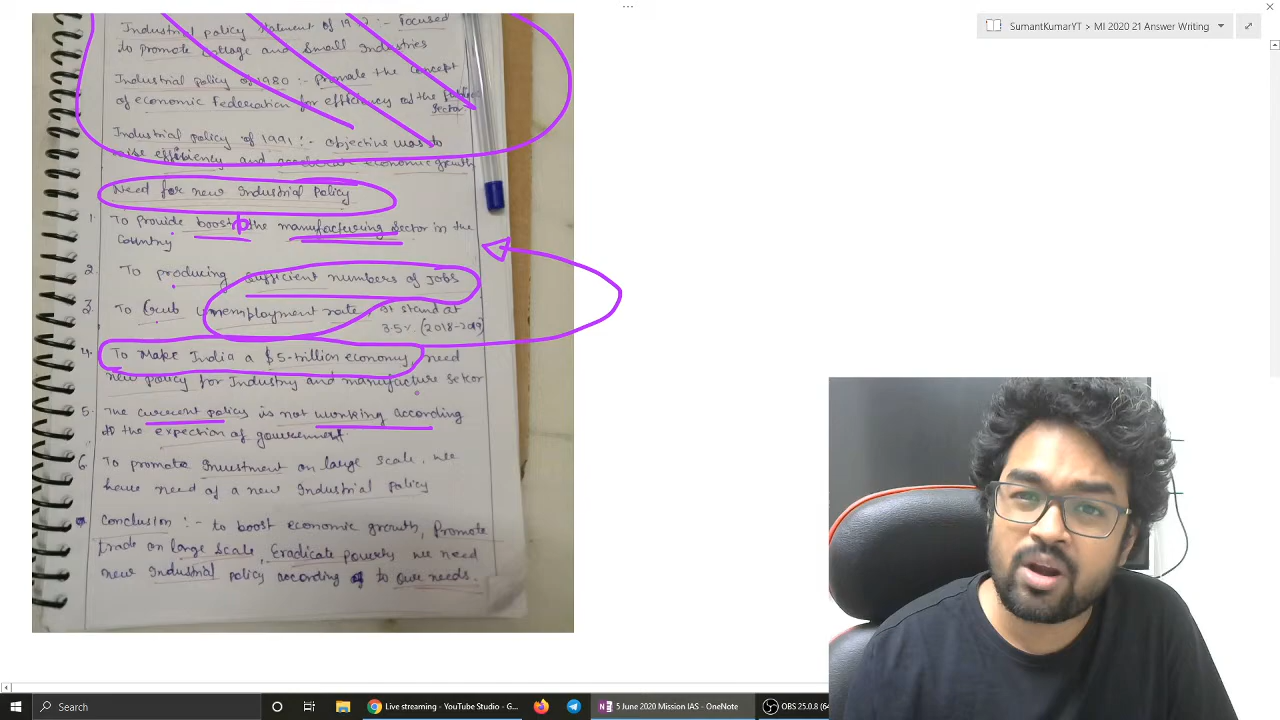 SumantKumarYT > MI 2020 21 Answer Writing
Industrial policy statement of 19 :- focused
to promote cottage and Small Industries
Industrial policy of 1980 :- Promote the concept
of economic Federation for efficiency of the
sector
Industrial policy of 1991 :- objective was to
raise efficiency and accelerate economic growth
Need for new Industrial Policy
1. To Provide boost to the manufacturing Sector in the
Country
2. To producing sufficient numbers of Jobs
3. To Crub unemployment rate, It stand at
3.5%. (2018-2019)
4. To Make India a $5-trillion economy, need
new policy for Industry and manufacture
5. The current policy is not working according
to the expection of government.
6. To promote Investment on large scale, we
hence need of a new Industrial policy
Conclusion :- to boost economic growth, Promote
trade on large Scale, Eradicate poverty we need
new Industrial policy according to our needs.
Search
Live streaming - YouTube Studio - G...
5 June 2020 Mission IAS - OneNote
OBS 25.0.8 (64